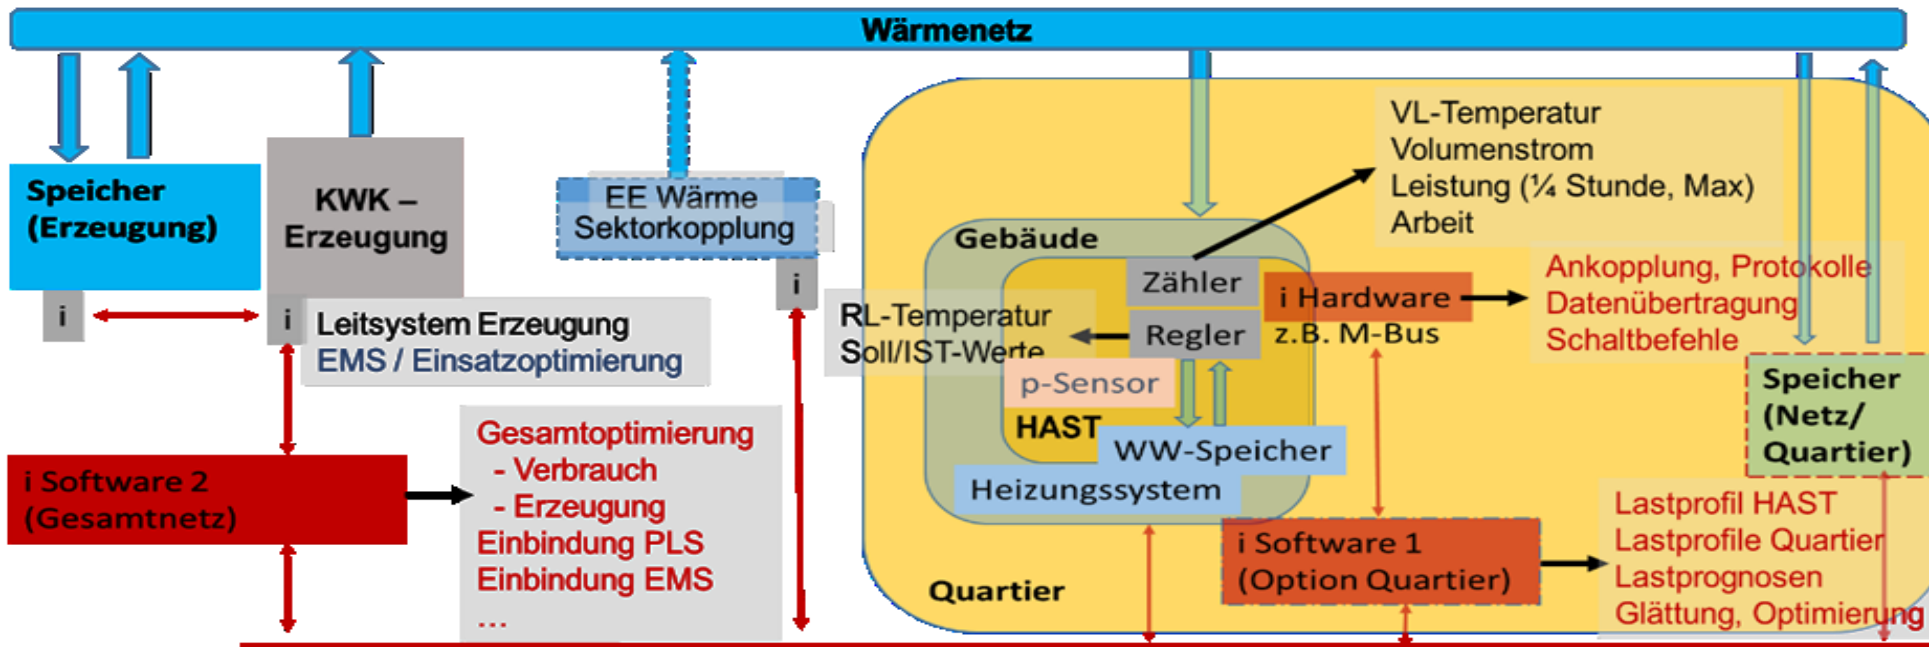 Wärmenetz
Speicher
(Erzeugung)
i
KWK –
Erzeugung
i
Leitsystem Erzeugung
EMS / Einsatzoptimierung
EE Wärme
Sektorkopplung
i
i Software 2
(Gesamtnetz)
Gesamtoptimierung
- Verbrauch
- Erzeugung
Einbindung PLS
Einbindung EMS
...
Quartier
Gebäude
HAST
Zähler
Regler
p-Sensor
WW-Speicher
Heizungssystem
RL-Temperatur
Soll/IST-Werte
VL-Temperatur
Volumenstrom
Leistung (¼ Stunde, Max)
Arbeit
i Hardware
z.B. M-Bus
Ankopplung, Protokolle
Datenübertragung
Schaltbefehle
Speicher
(Netz/
Quartier)
i Software 1
(Option Quartier)
Lastprofil HAST
Lastprofile Quartier
Lastprognosen
Glättung, Optimierung